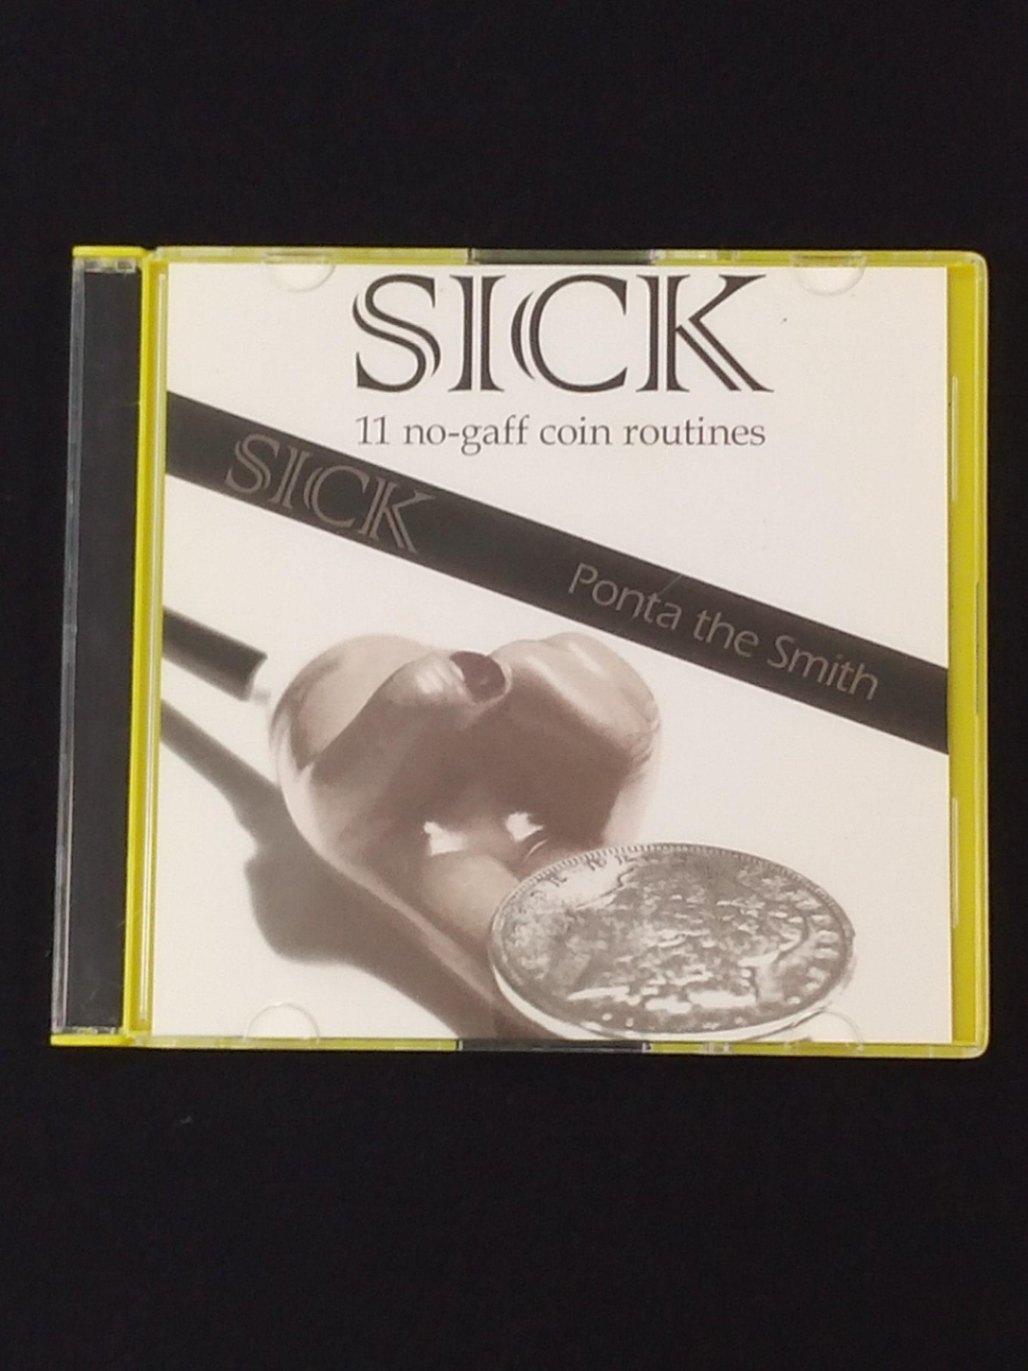 SICK
11 no-gaff coin routines
SICK
Ponta the Smith